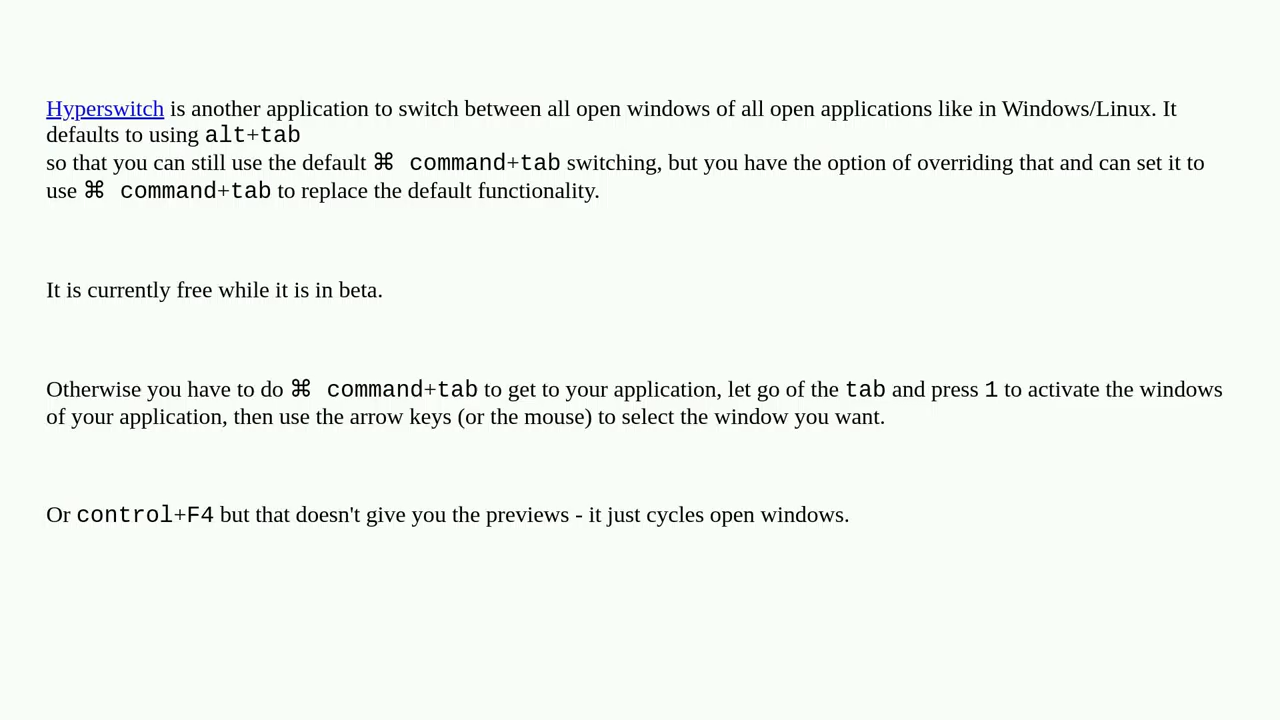 Hyperswitch is another application to switch between all open windows of all open applications like in Windows/Linux. It
defaults to using alt+tab
so that you can still use the default ⌘ command+tab switching, but you have the option of overriding that and can set it to
use ⌘ command+tab to replace the default functionality.
It is currently free while it is in beta.
Otherwise you have to do ⌘ command+tab to get to your application, let go of the tab and press 1 to activate the windows
of your application, then use the arrow keys (or the mouse) to select the window you want.
Or control+F4 but that doesn't give you the previews - it just cycles open windows.